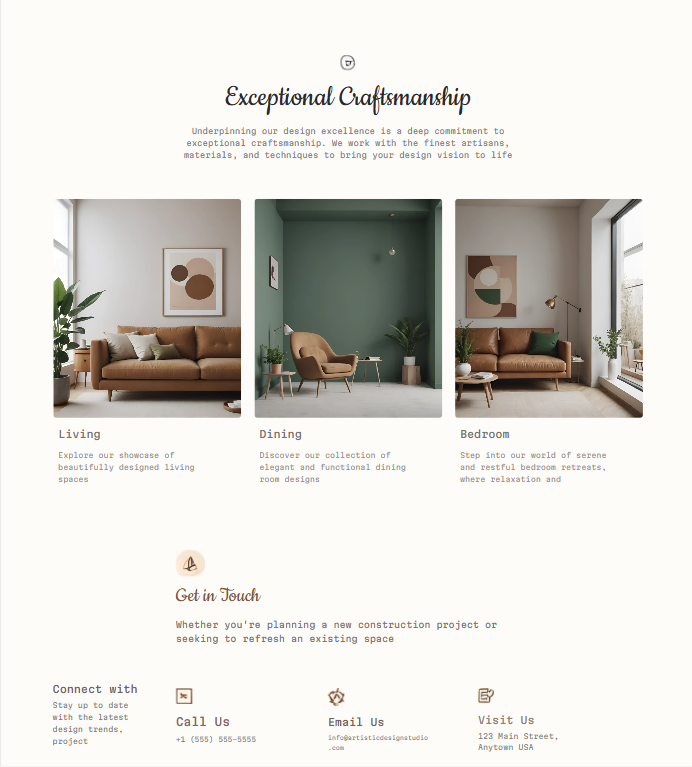 Exceptional Craftsmanship
Underpinning our design excellence is a deep commitment to
exceptional craftsmanship. We work with the finest artisans,
materials, and techniques to bring your design vision to life
Living
Explore our showcase of
beautifully designed living
spaces
Dining
Discover our collection of
elegant and functional dining
room designs
Bedroom
Step into our world of serene
and restful bedroom retreats,
where relaxation and
Get in Touch
Whether you're planning a new construction project or
seeking to refresh an existing space
Connect with
Stay up to date
with the latest
design trends,
project
Call Us
+1 (555) 555-5555
Email Us
info@artisticdesignstudio
.com
Visit Us
123 Main Street,
Anytown USA